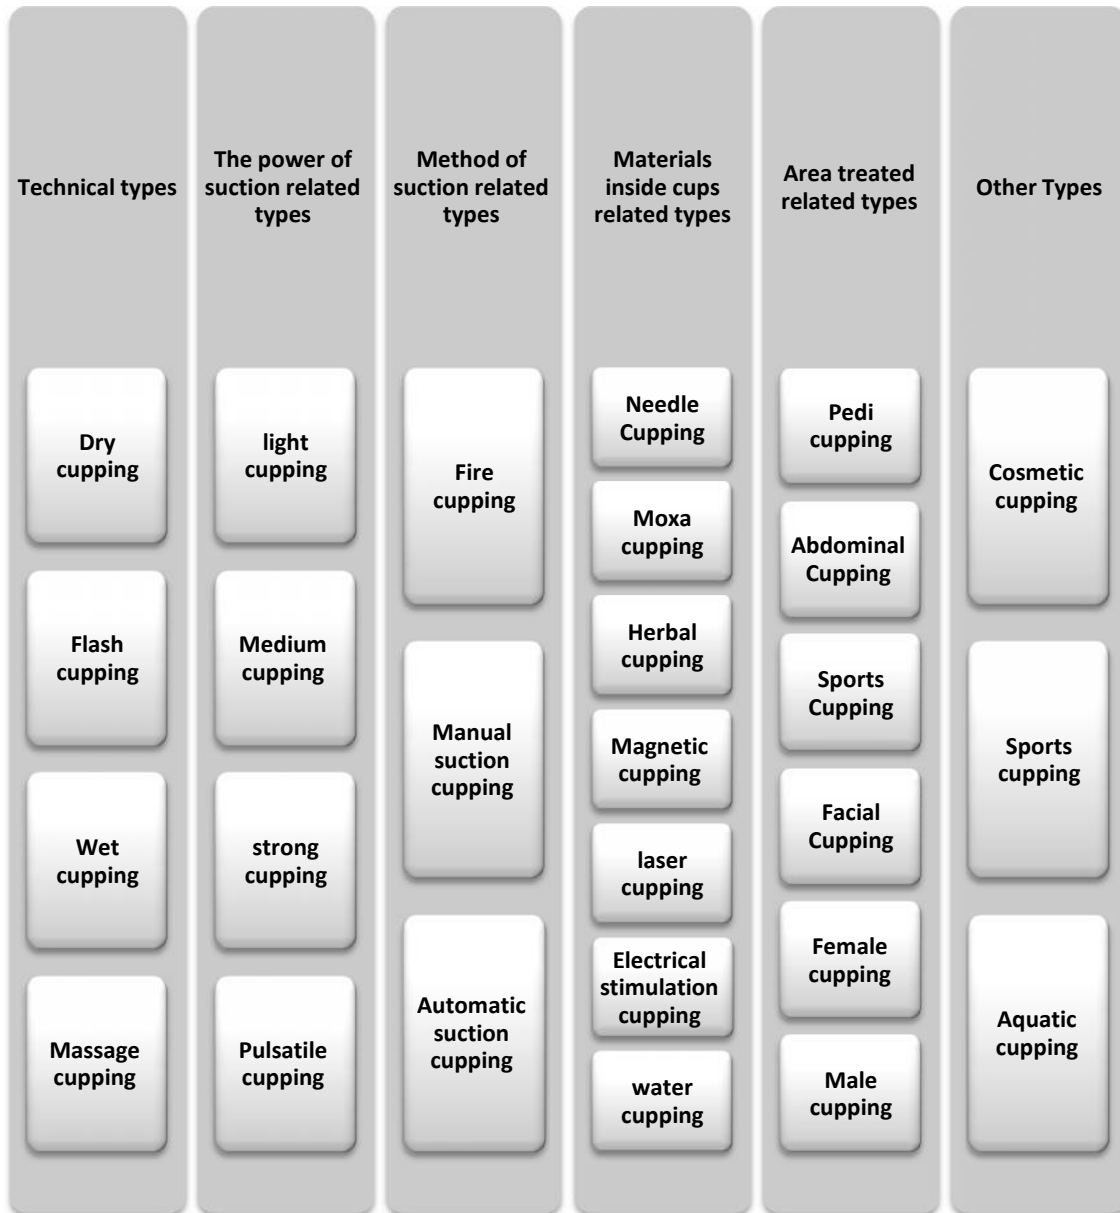 Technical types
The power of
suction related
types
Method of
suction related
types
Materials
inside cups
related types
Area treated
related types
Other Types
Dry
cupping
Flash
cupping
Wet
cupping
Massage
cupping
light
cupping
Medium
cupping
strong
cupping
Pulsatile
cupping
Fire
cupping
Manual
suction
cupping
Automatic
suction
cupping
Needle
Cupping
Moxa
cupping
Herbal
cupping
Magnetic
cupping
laser
cupping
Electrical
stimulation
cupping
water
cupping
Pedi
cupping
Abdominal
Cupping
Sports
Cupping
Facial
Cupping
Female
cupping
Male
cupping
Cosmetic
cupping
Sports
cupping
Aquatic
cupping